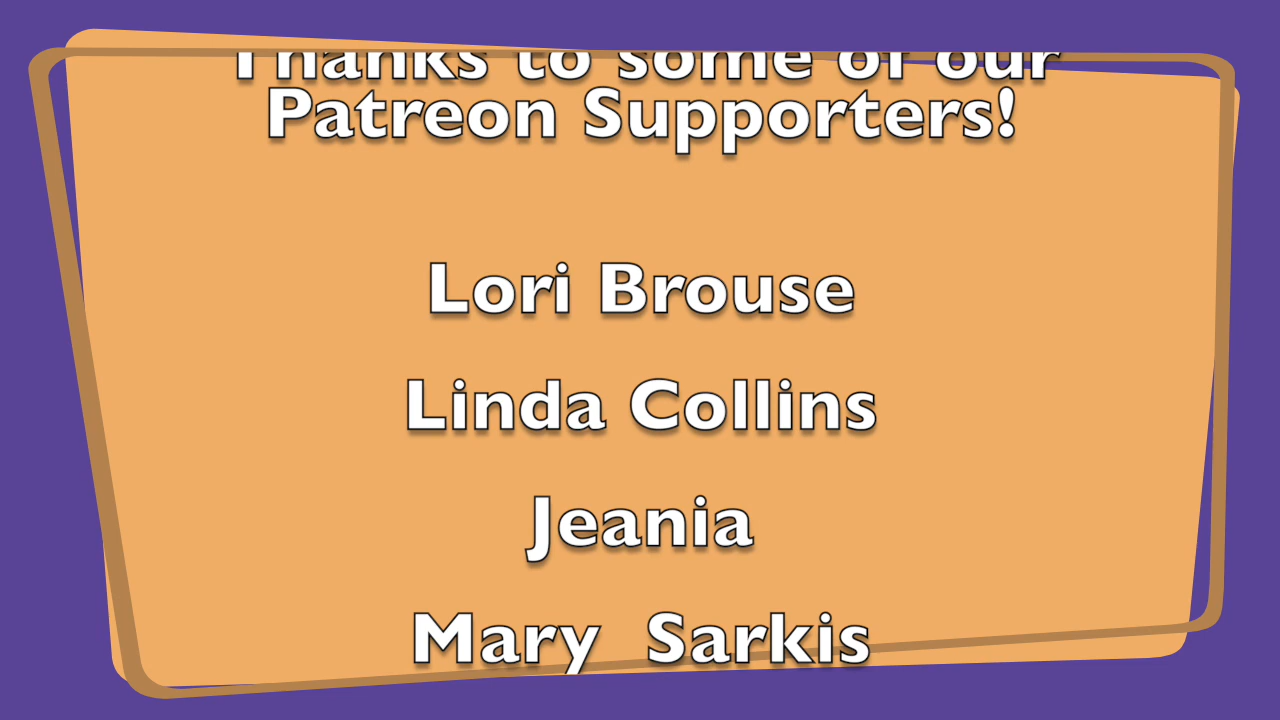 Thanks to some of our
Patreon Supporters!
Lori Brouse
Linda Collins
Jeania
Mary Sarkis